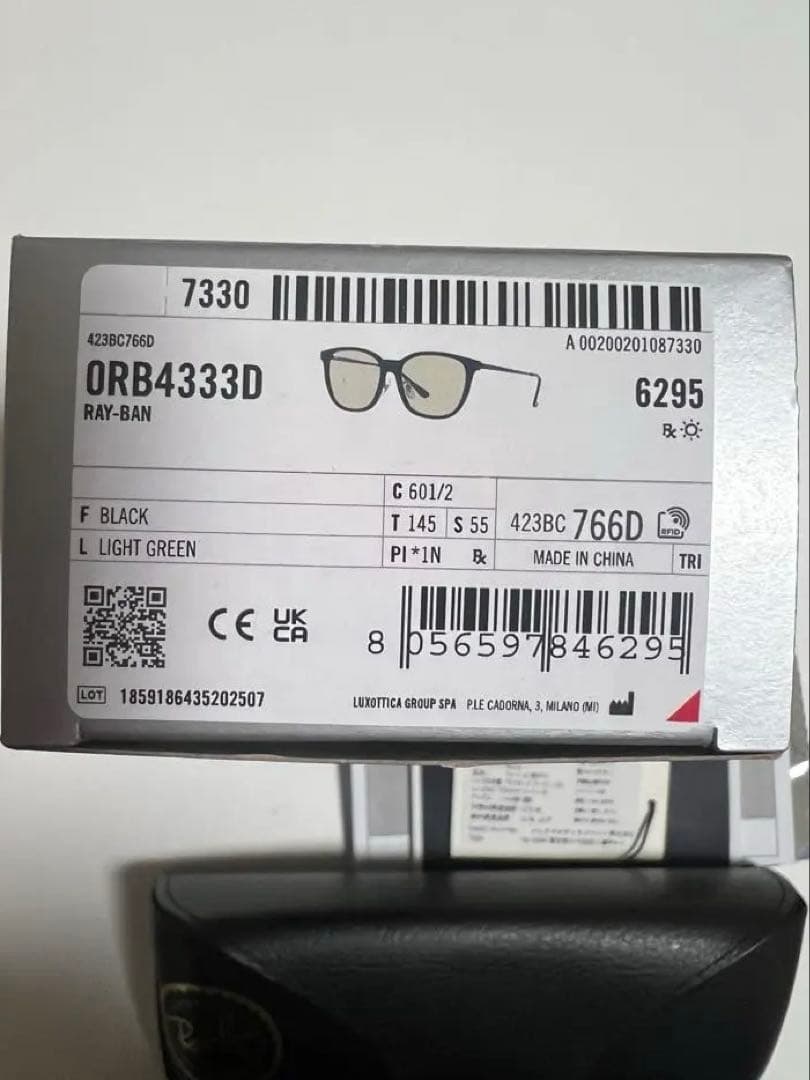 7330
A 00200201087330
423BC766D
0RB4333D
RAY-BAN
6295
Rx
C 601/2
F BLACK
T 145 S 55
423BC 766D
RFID
L LIGHT GREEN
PI *1N Rx
MADE IN CHINA
TRI
CE UK CA
8 056597 846295
LOT 1859186435202507
LUXOTTICA GROUP SPA P.LE CADORNA, 3, MILANO (MI)